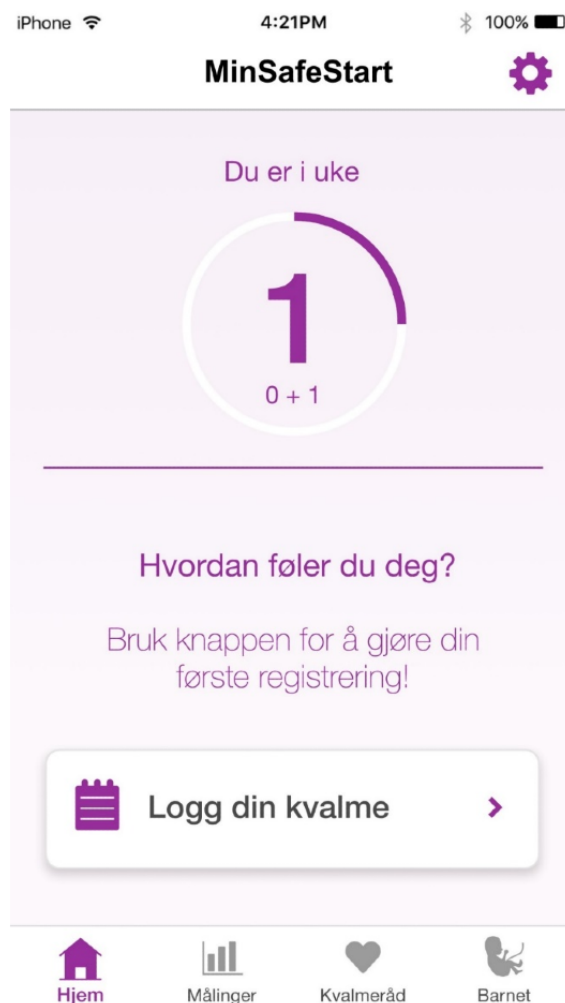 iPhone 4:21PM 100%
MinSafeStart
Du er i uke
1
0 + 1
Hvordan føler du deg?
Bruk knappen for å gjøre din
første registrering!
Logg din kvalme
Hjem Målinger Kvalmeråd Barnet